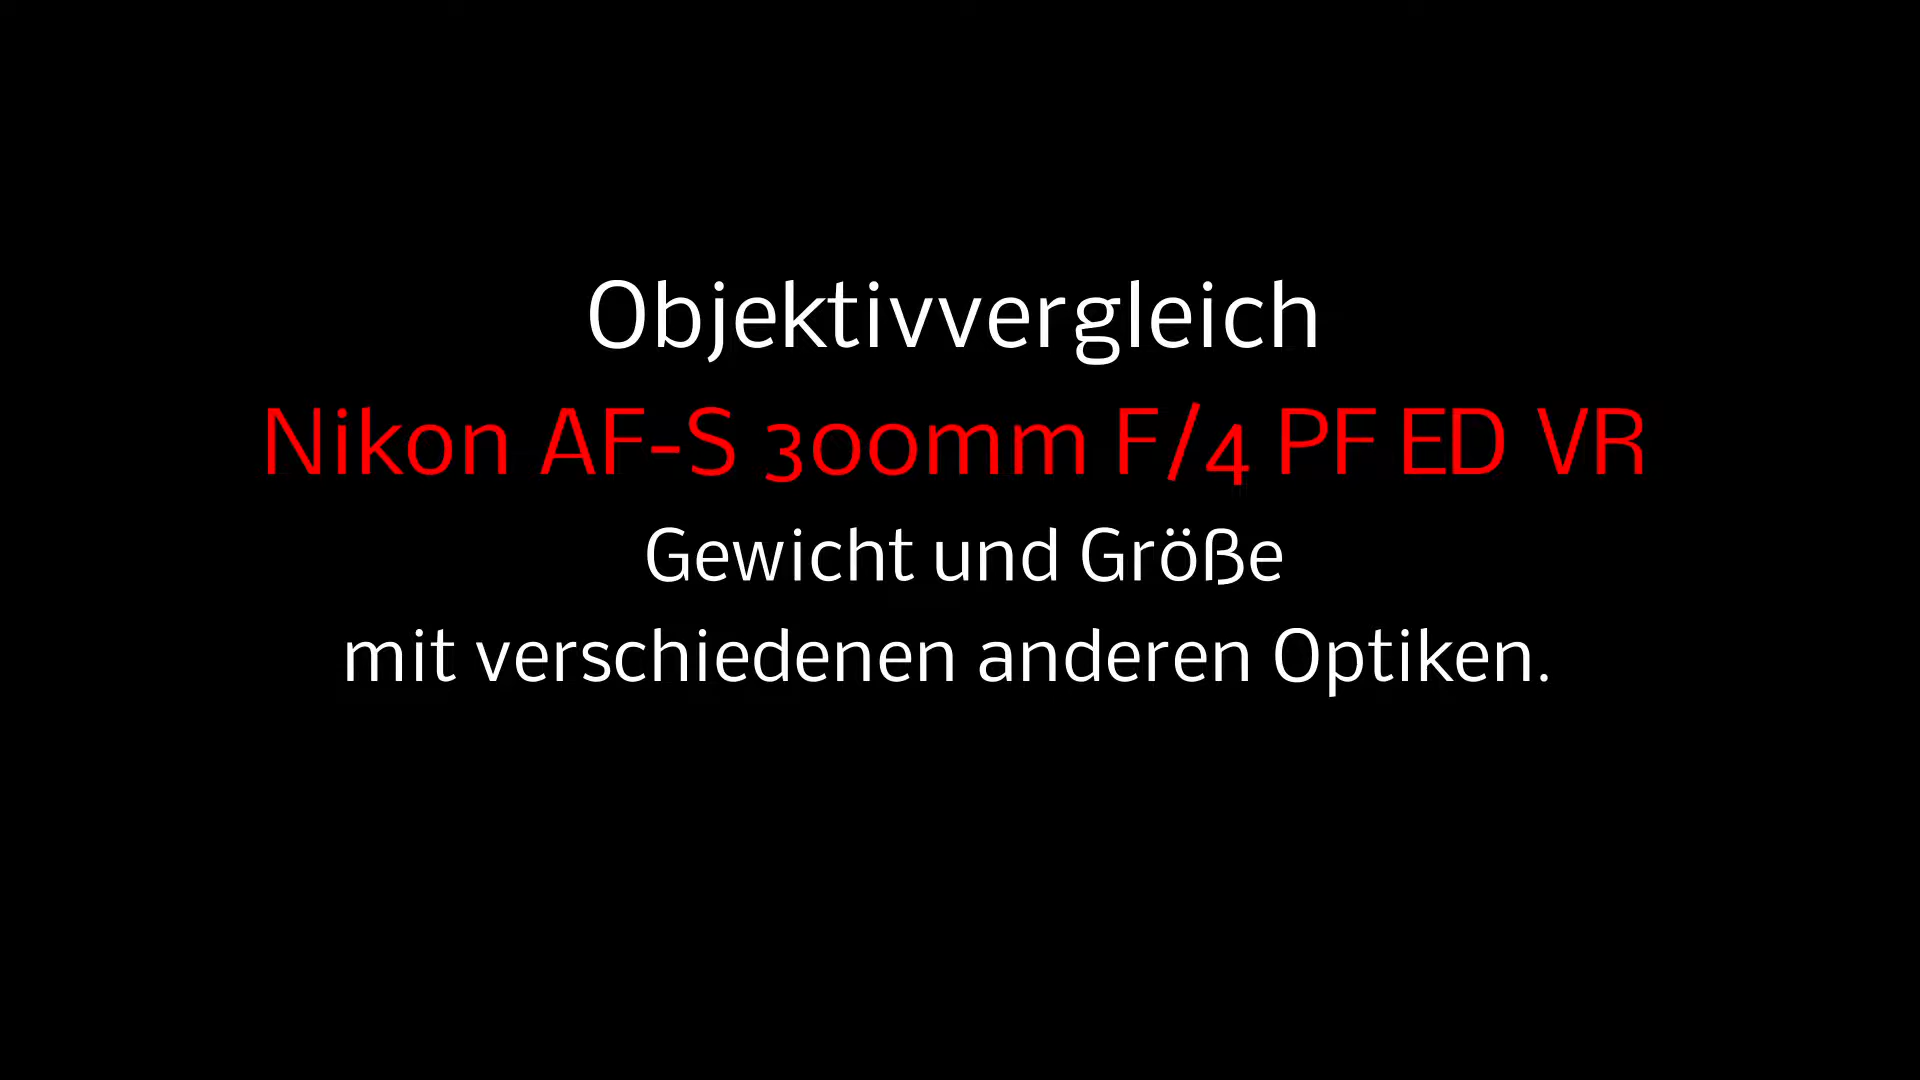 Objektivvergleich
Nikon AF-S 300mm F/4 PF ED VR
Gewicht und Größe
mit verschiedenen anderen Optiken.